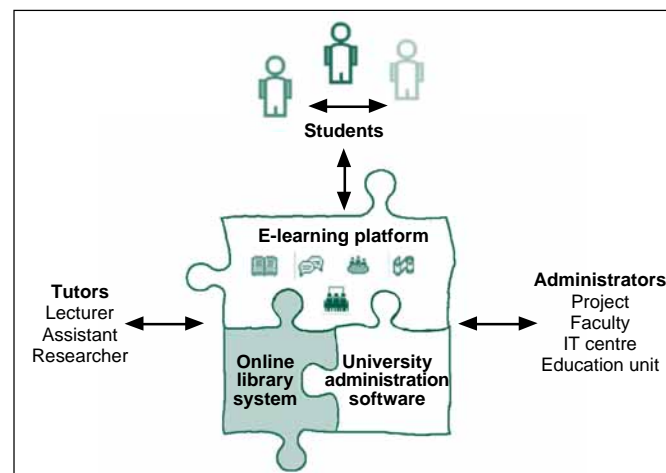 Students
E-learning platform
Tutors
Lecturer
Assistant
Researcher
Administrators
Project
Faculty
IT centre
Education unit
Online
library
system
University
administration
software